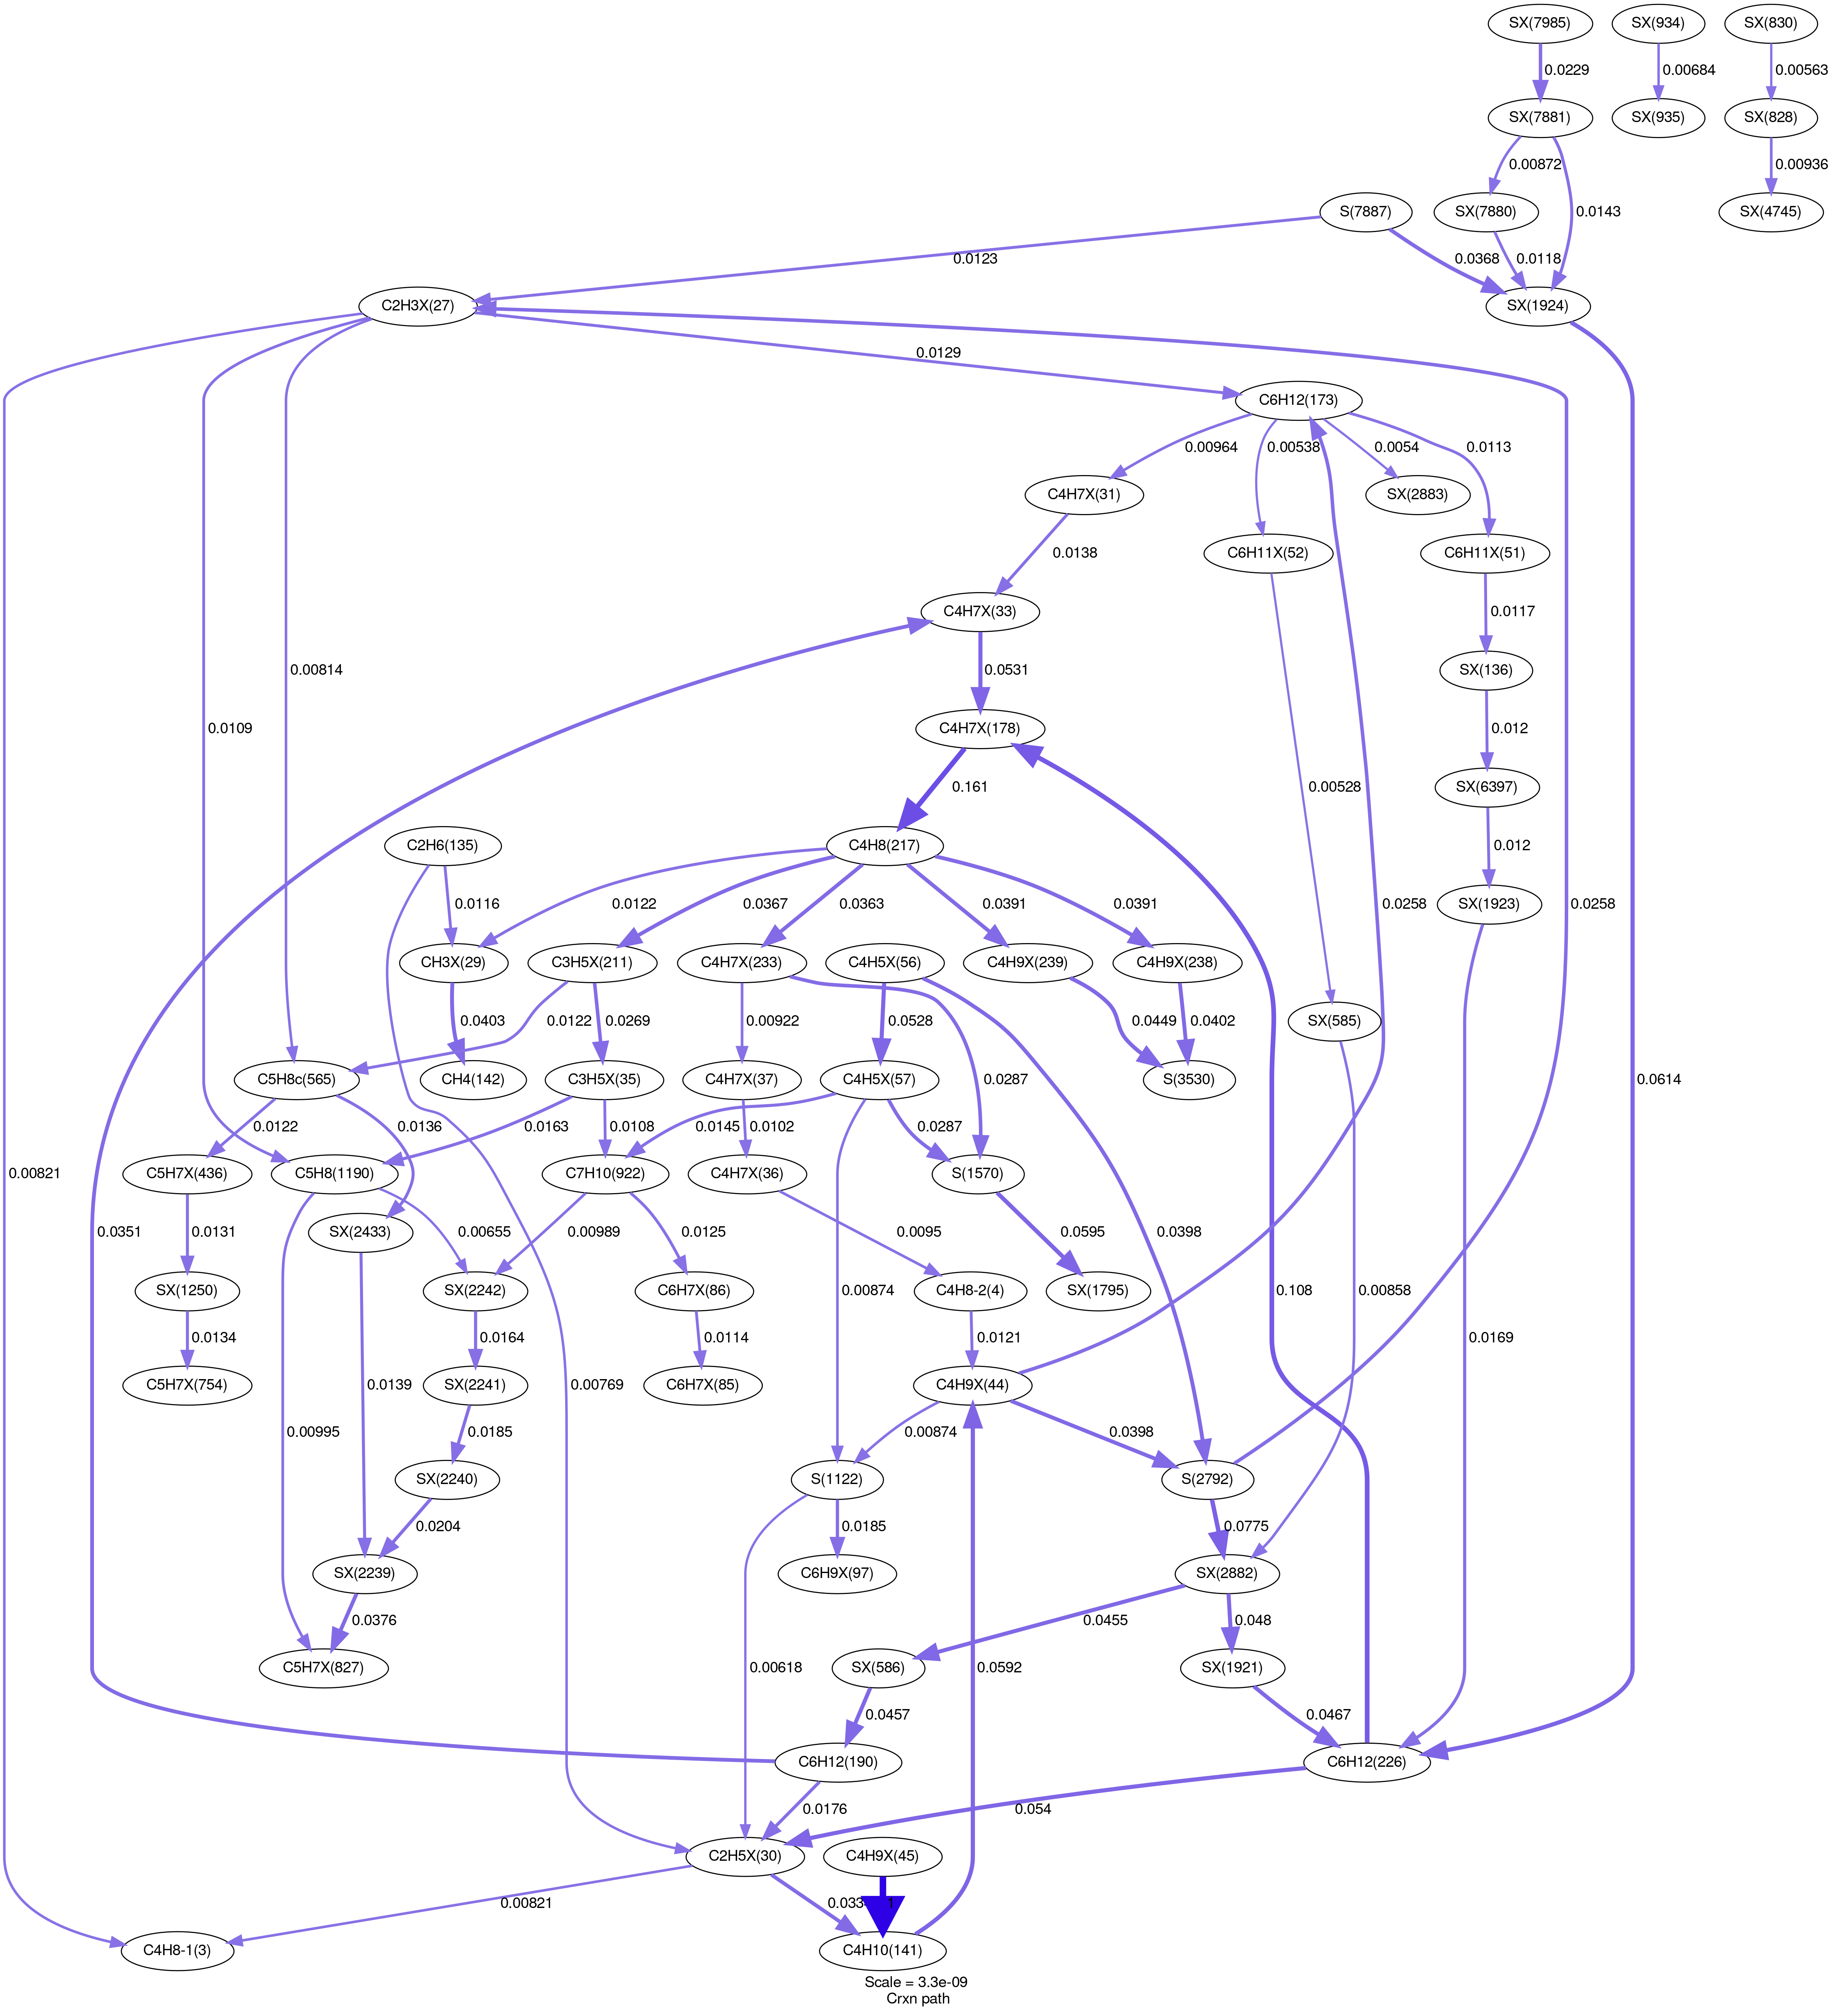 SX(7985) SX(934) SX(830)
0.0229 0.00684 0.00563
SX(7881) SX(935) SX(828)
0.00872 0.00936
S(7887) SX(7880) 0.0143 SX(4745)
0.0123 0.0368 0.0118
C2H3X(27) SX(1924)
0.0129
C6H12(173)
0.00964 0.00538 0.0054 0.0113
C4H7X(31) SX(2883)
0.0138 C6H11X(52) C6H11X(51)
C4H7X(33) 0.0117
0.00814 0.0531 SX(136)
0.0109 C4H7X(178) 0.012
0.161 0.00528 SX(6397)
C2H6(135) C4H8(217) 0.012
0.0116 0.0122 0.0367 0.0363 0.0391 0.0391 0.0258 SX(1923) 0.0258
CH3X(29) C3H5X(211) C4H7X(233) C4H5X(56) C4H9X(239) C4H9X(238)
0.0403 0.0122 0.0269 0.00922 0.0528 0.0449 0.0402 SX(585)
C5H8c(565) CH4(142) C3H5X(35) C4H7X(37) C4H5X(57) 0.0287 S(3530) 0.0614
0.0122 0.0136 0.0163 0.0108 0.0145 0.0102 0.0287
0.00821 C5H7X(436) C5H8(1190) C7H10(922) C4H7X(36) S(1570)
0.0351 0.0131 SX(2433) 0.00655 0.00989 0.0125 0.0095 0.0595 0.0398
SX(1250) SX(2242) C6H7X(86) 0.00874 C4H8-2(4) SX(1795) 0.108 0.00858
0.0134 0.0164 0.0114 0.0121 0.0169
C5H7X(754) 0.0139 SX(2241) 0.00769 C6H7X(85) C4H9X(44)
0.00995 0.0185 0.00874 0.0398
SX(2240) S(1122) S(2792)
0.0204 0.0185 0.0775
SX(2239) C6H9X(97) SX(2882)
0.0376 0.0455 0.048
C5H7X(827) 0.00618 SX(586) 0.0592 SX(1921)
0.0457 0.0467
C6H12(190) C6H12(226)
0.0176 0.054
C2H5X(30) C4H9X(45)
0.00821
C4H8-1(3) C4H10(141)
Scale = 3.3e-09
Crxn path